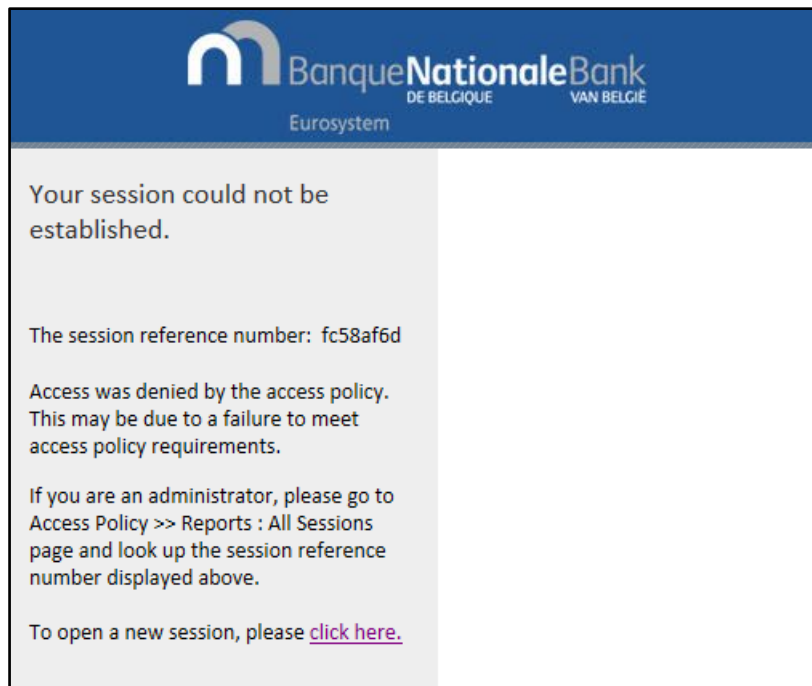 BanqueNationaleBank
DE BELGIQUE VAN BELGIË
Eurosystem
Your session could not be
established.
The session reference number: fc58af6d
Access was denied by the access policy.
This may be due to a failure to meet
access policy requirements.
If you are an administrator, please go to
Access Policy >> Reports : All Sessions
page and look up the session reference
number displayed above.
To open a new session, please click here.